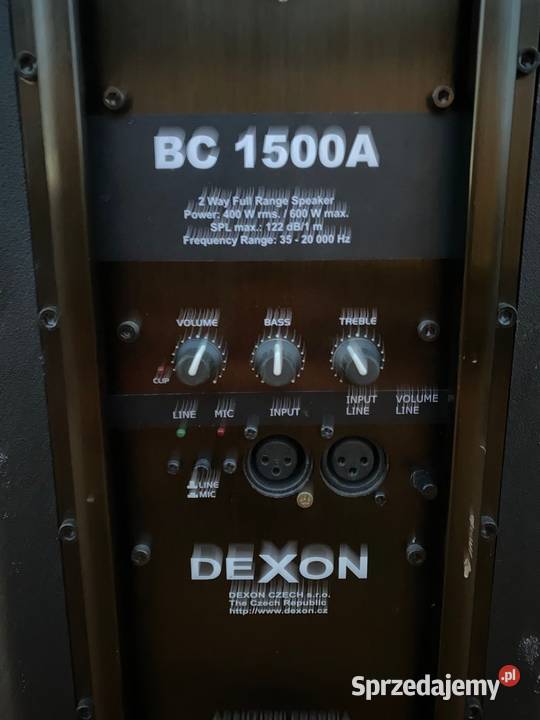 BC 1500A
2 Way Full Range Speaker
Power: 400 W rms. / 600 W max.
SPL max.: 122 dB/1 m
Frequency Range: 35 - 20 000 Hz
VOLUME BASS TREBLE
CLIP
LINE MIC INPUT INPUT LINE VOLUME LINE
LINE
MIC
DEXON
DEXON CZECH s.r.o.
The Czech Republic
http://www.dexon.cz
Sprzedajemy.pl